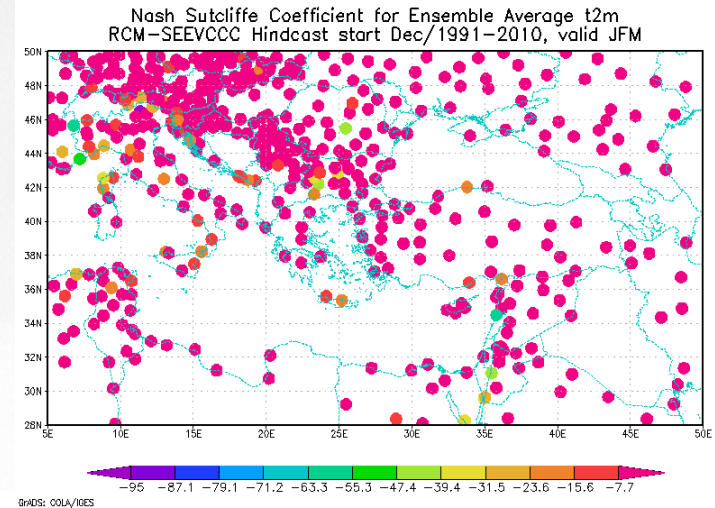 Nash Sutcliffe Coefficient for Ensemble Average t2m
RCM-SEEVCCC Hindcast start Dec/1991-2010, valid JFM
50N
48N
46N
44N
42N
40N
38N
36N
34N
32N
30N
28N
5E 10E 15E 20E 25E 30E 35E 40E 45E 50E
-95 -87.1 -79.1 -71.2 -63.3 -55.3 -47.4 -39.4 -31.5 -23.6 -15.6 -7.7
GrADS: COLA/IGES